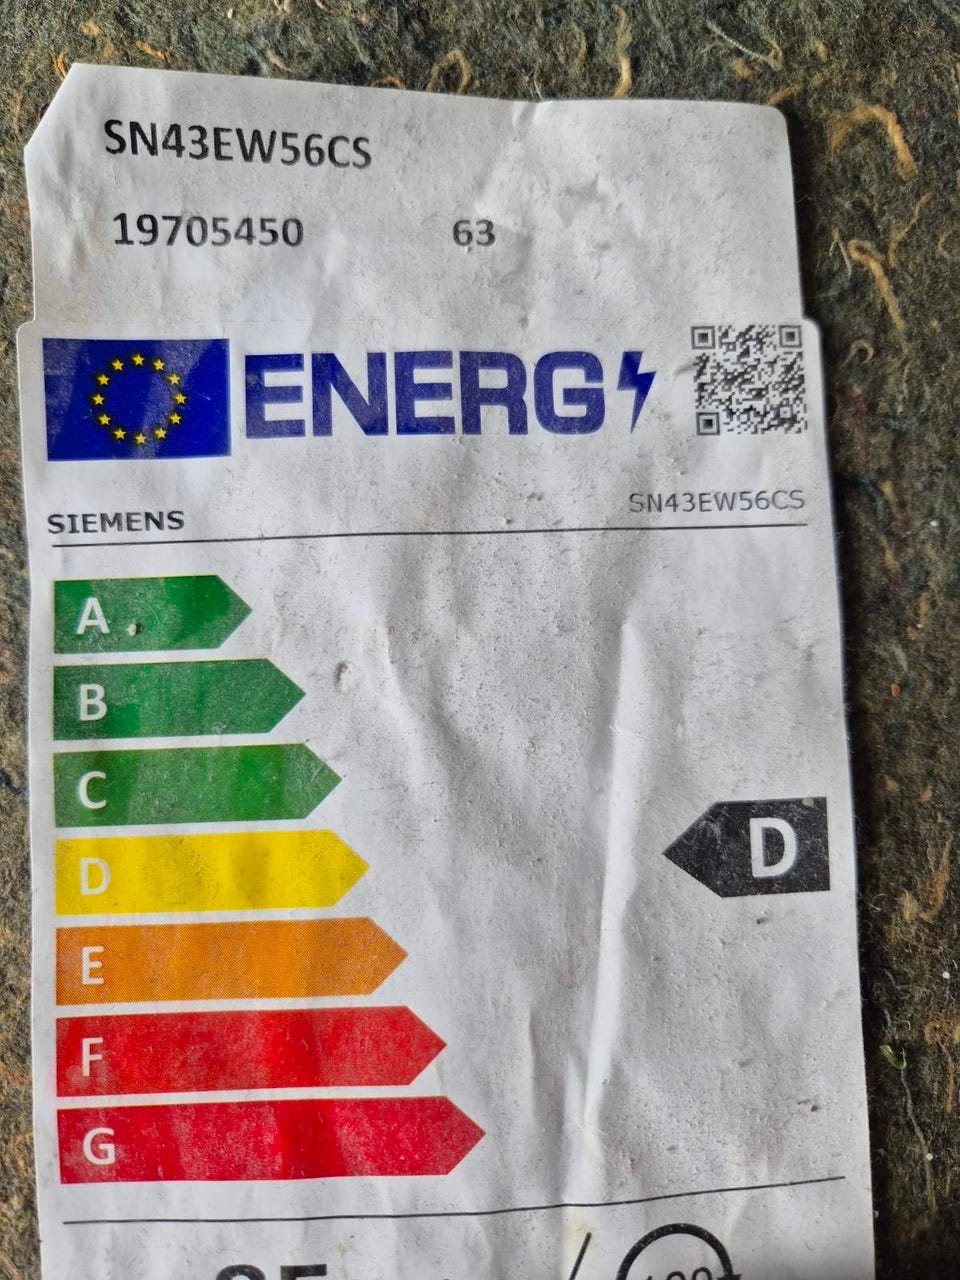 SN43EW56CS
19705450 63
ENERG
SIEMENS SN43EW56CS
A
B
C
D
D
E
F
G